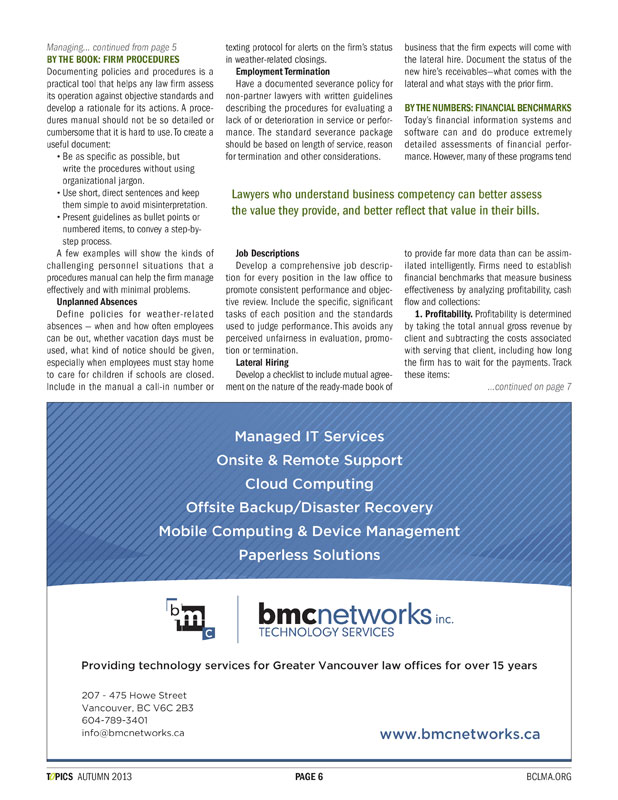 Managing... continued from page 5
BY THE BOOK: FIRM PROCEDURES
Documenting policies and procedures is a
practical tool that helps any law firm assess
its operation against objective standards and
develop a rationale for its actions. A proce-
dures manual should not be so detailed or
cumbersome that it is hard to use. To create a
useful document:
• Be as specific as possible, but
write the procedures without using
organizational jargon.
• Use short, direct sentences and keep
them simple to avoid misinterpretation.
• Present guidelines as bullet points or
numbered items, to convey a step-by-
step process.
A few examples will show the kinds of
challenging personnel situations that a
procedures manual can help the firm manage
effectively and with minimal problems.
Unplanned Absences
Define policies for weather-related
absences — when and how often employees
can be out, whether vacation days must be
used, what kind of notice should be given,
especially when employees must stay home
to care for children if schools are closed.
Include in the manual a call-in number or
texting protocol for alerts on the firm's status
in weather-related closings.
Employment Termination
Have a documented severance policy for
non-partner lawyers with written guidelines
describing the procedures for evaluating a
lack of or deterioration in service or perfor-
mance. The standard severance package
should be based on length of service, reason
for termination and other considerations.
Lawyers who understand business competency can better assess
the value they provide, and better reflect that value in their bills.
Job Descriptions
Develop a comprehensive job descrip-
tion for every position in the law office to
promote consistent performance and objec-
tive review. Include the specific, significant
tasks of each position and the standards
used to judge performance. This avoids any
perceived unfairness in evaluation, promo-
tion or termination.
Lateral Hiring
Develop a checklist to include mutual agree-
ment on the nature of the ready-made book of
business that the firm expects will come with
the lateral hire. Document the status of the
new hire's receivables—what comes with the
lateral and what stays with the prior firm.
BY THE NUMBERS: FINANCIAL BENCHMARKS
Today's financial information systems and
software can and do produce extremely
detailed assessments of financial perfor-
mance. However, many of these programs tend
to provide far more data than can be assim-
ilated intelligently. Firms need to establish
financial benchmarks that measure business
effectiveness by analyzing profitability, cash
flow and collections:
1. Profitability. Profitability is determined
by taking the total annual gross revenue by
client and subtracting the costs associated
with serving that client, including how long
the firm has to wait for the payments. Track
these items:
...continued on page 7
Managed IT Services
Onsite & Remote Support
Cloud Computing
Offsite Backup/Disaster Recovery
Mobile Computing & Device Management
Paperless Solutions
b m c
bmcnetworks inc.
TECHNOLOGY SERVICES
Providing technology services for Greater Vancouver law offices for over 15 years
207 - 475 Howe Street
Vancouver, BC V6C 2B3
604-789-3401
info@bmcnetworks.ca
www.bmcnetworks.ca
TOPICS AUTUMN 2013
PAGE 6
BCLMA.ORG